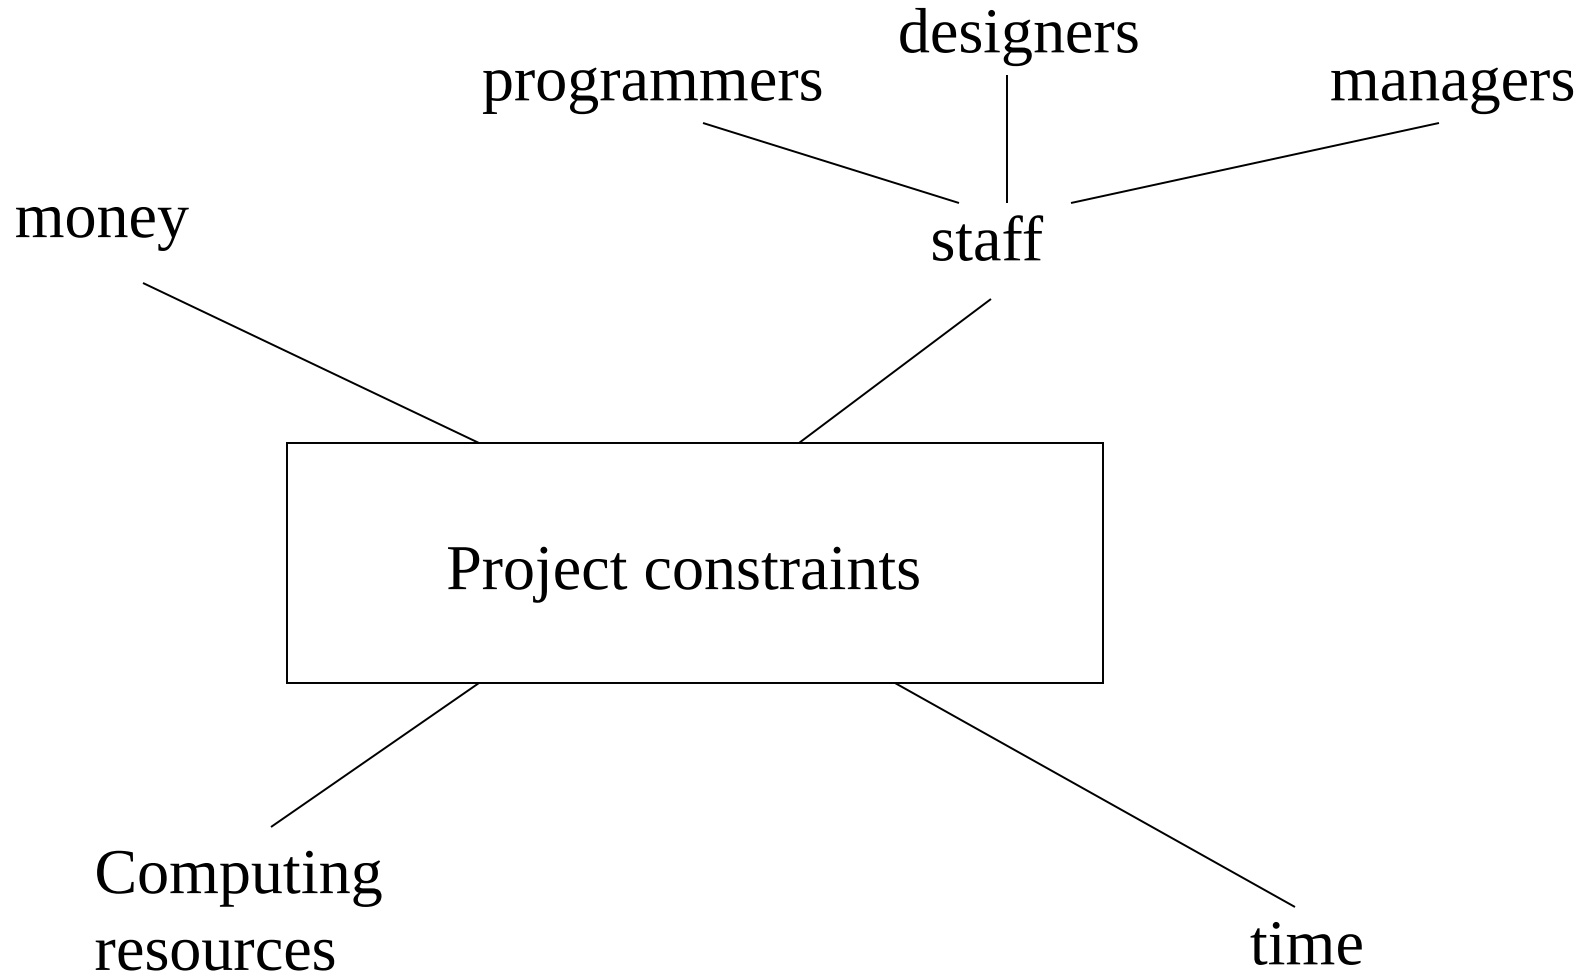 designers
programmers
managers
money
staff
Project constraints
Computing
resources
time